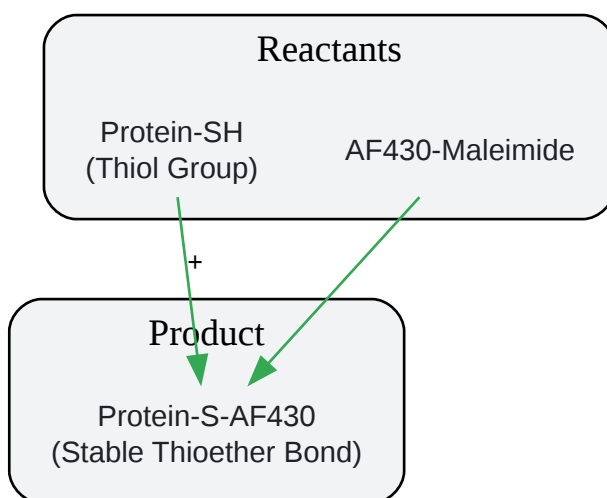 Reactants
Protein-SH
(Thiol Group)
AF430-Maleimide
+
Product
Protein-S-AF430
(Stable Thioether Bond)